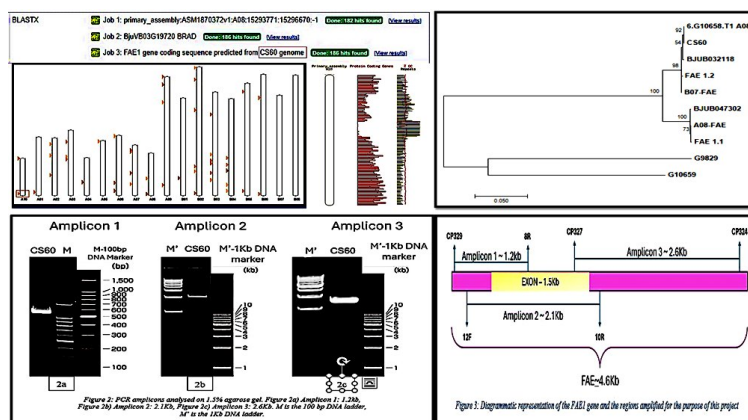 BLASTX
Job 1: primary_assembly:ASM1870372v1:A08:15293771:15296670:-1 Done: 182 hits found [View results]
Job 2: BjuVB03G19720 BRAD Done: 186 hits found [View results]
Job 3: FAE1 gene coding sequence predicted from CS60 genome Done: 186 hits found [View results]
Primary Assembly
Protein Coding Genes
Repeats
6.G10658.T1 A08
CS60
BJUB032118
FAE 1.2
B07-FAE
BJUB047302
A08-FAE
FAE 1.1
G9829
G10659
92
54
98
100
100
73
0.050
Amplicon 1
CS60 M
M-100bp
DNA Marker
(bp)
1,500
1,000
900
800
700
600
500
400
300
200
100
2a
Amplicon 2
M' CS60
M'-1Kb DNA
marker
(kb)
10
3
2
1
2b
Amplicon 3
M' CS60
M'-1Kb DNA
marker
(kb)
10
3
2
1
2c
Figure 2: PCR amplicons analysed on 1.5% agarose gel. Figure 2a) Amplicon 1: 1.2kb,
Figure 2b) Amplicon 2: 2.1Kb, Figure 2c) Amplicon 3: 2.6Kb. M is the 100 bp DNA ladder,
M' is the 1Kb DNA ladder.
CP329
8R
CP327
CP324
Amplicon 1~ 1.2kb
Amplicon 3 ~ 2.6Kb
EXON~1.5Kb
Amplicon 2 ~ 2.1Kb
12F
10R
FAE~4.6Kb
Figure 3: Diagrammatic representation of the FAE1 gene and the regions amplified for the purpose of this project